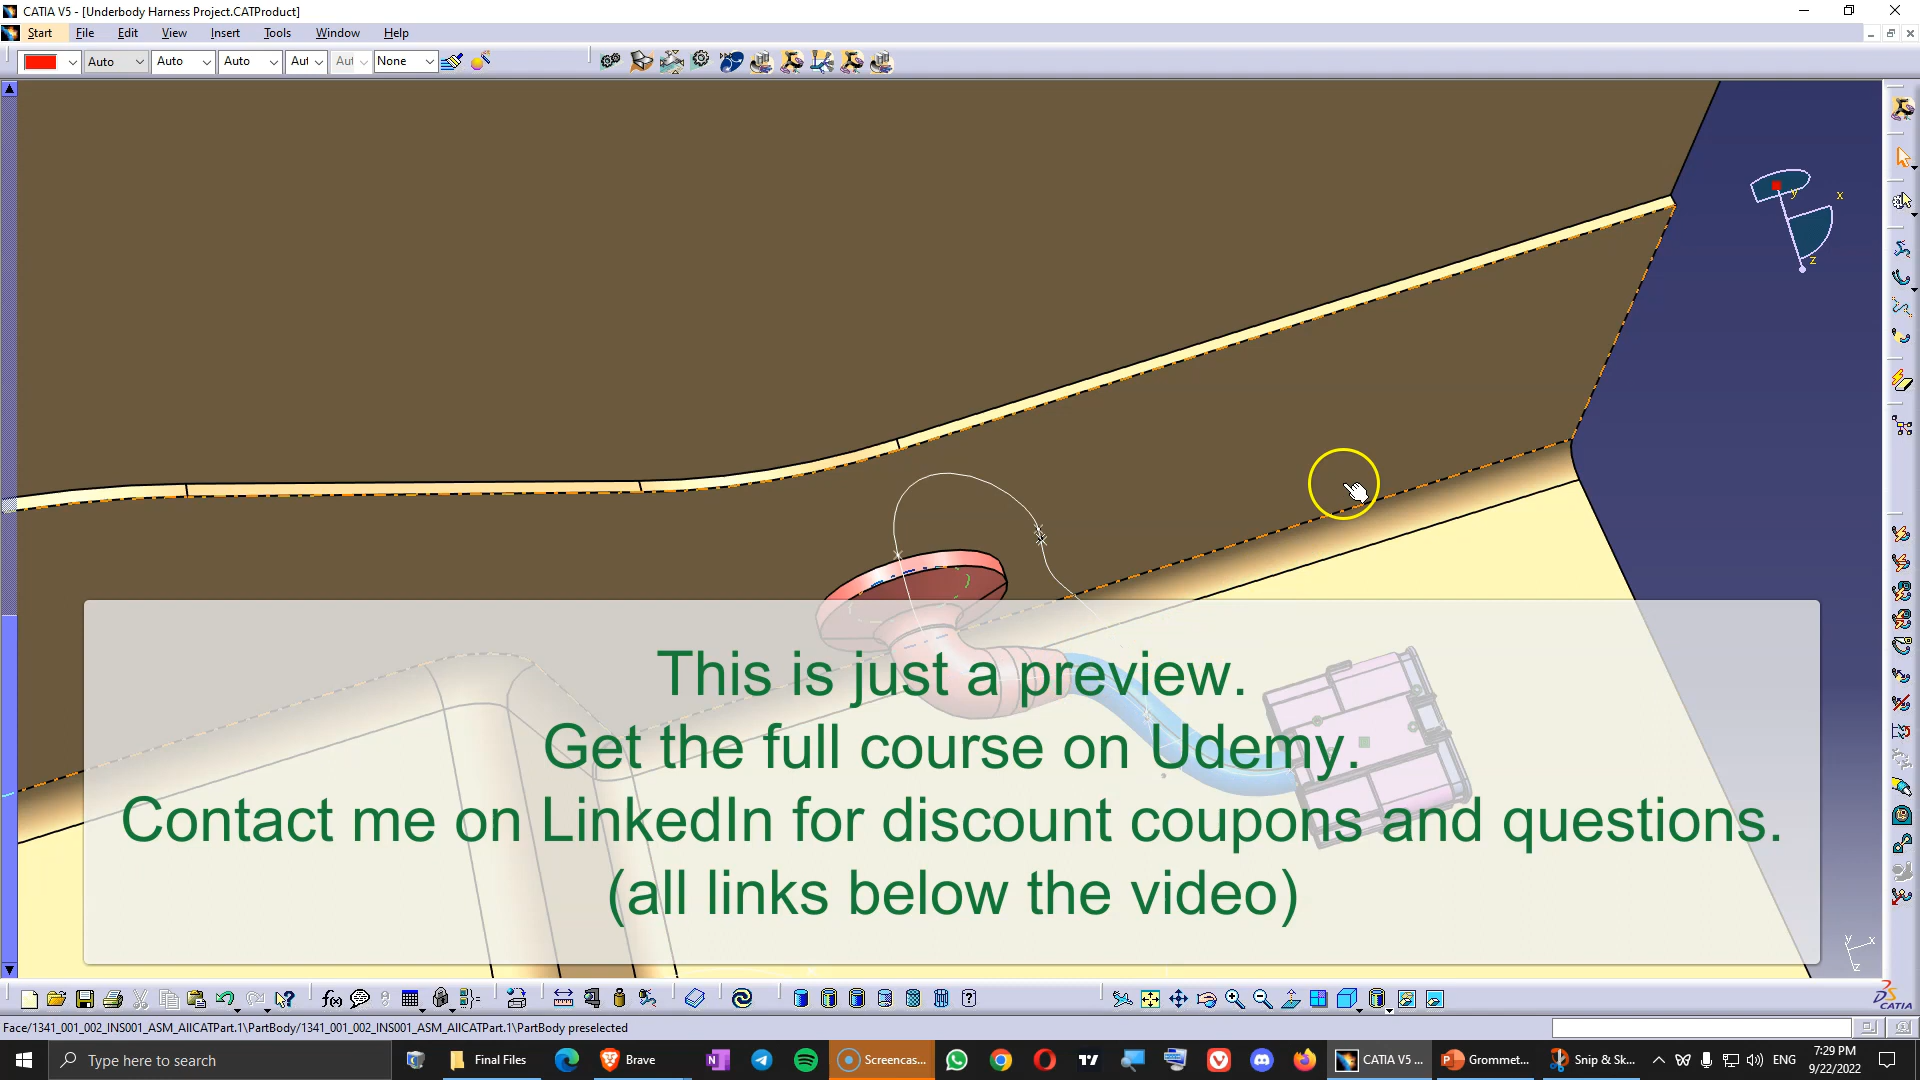 CATIA V5 - [Underbody Harness Project.CATProduct]
Start File Edit View Insert Tools Window Help
Auto Auto Auto Aut Aut None
y x
z
This is just a preview.
Get the full course on Udemy.
Contact me on LinkedIn for discount coupons and questions.
(all links below the video)
y x
z
f(x)
CATIA
Face/1341_001_002_INS001_ASM_AllCATPart.1\PartBody/1341_001_002_INS001_ASM_AllCATPart.1\PartBody preselected
Type here to search Final Files Brave Screencas... CATIA V5 ... Grommet... Snip & Sk... ENG 7:29 PM
9/22/2022